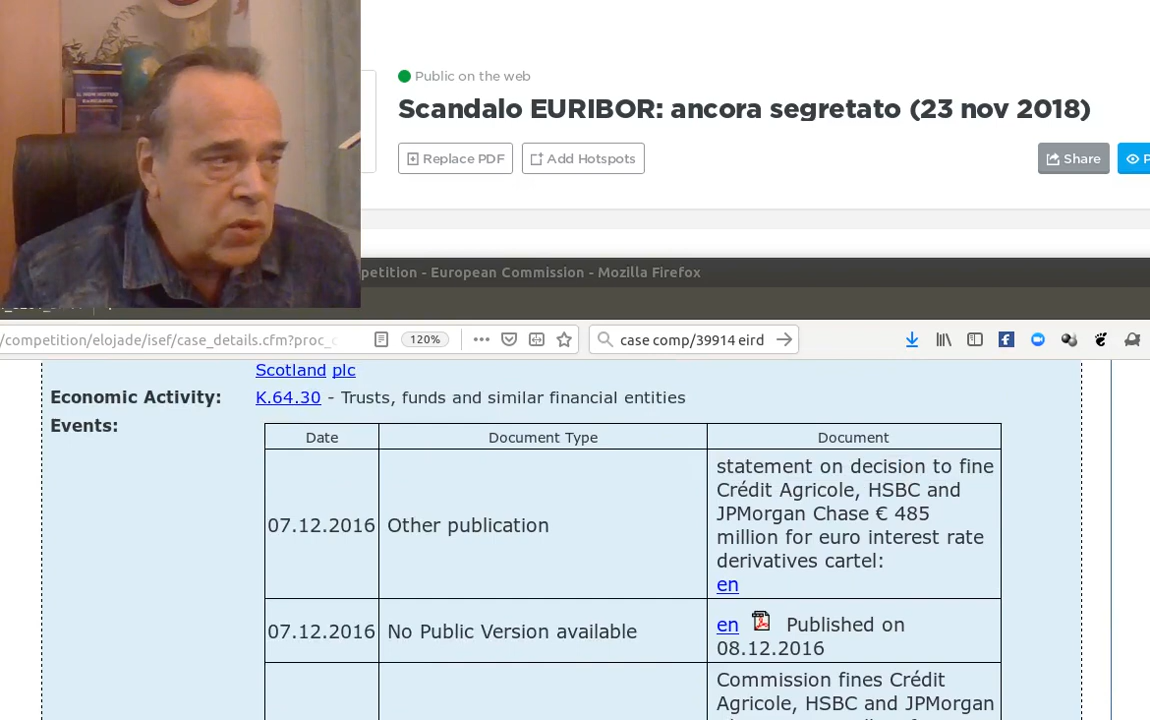 Public on the web
Scandalo EURIBOR: ancora segretato (23 nov 2018)
Replace PDF
Add Hotspots
Share
P
petition - European Commission - Mozilla Firefox
/competition/elojade/isef/case_details.cfm?proc_c
120%
case comp/39914 eird
Scotland plc
Economic Activity: K.64.30 - Trusts, funds and similar financial entities
Events:
Date Document Type Document
statement on decision to fine
Crédit Agricole, HSBC and
JPMorgan Chase € 485
million for euro interest rate
derivatives cartel:
en
07.12.2016 Other publication
07.12.2016 No Public Version available
en Published on
08.12.2016
Commission fines Crédit
Agricole, HSBC and JPMorgan